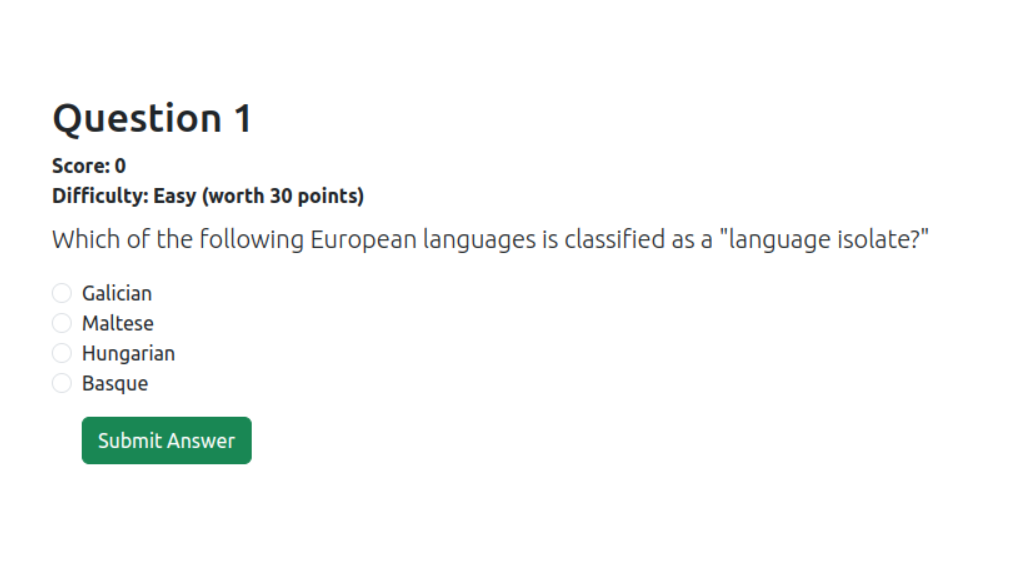 Question 1
Score: 0
Difficulty: Easy (worth 30 points)
Which of the following European languages is classified as a "language isolate?"
Galician
Maltese
Hungarian
Basque
Submit Answer